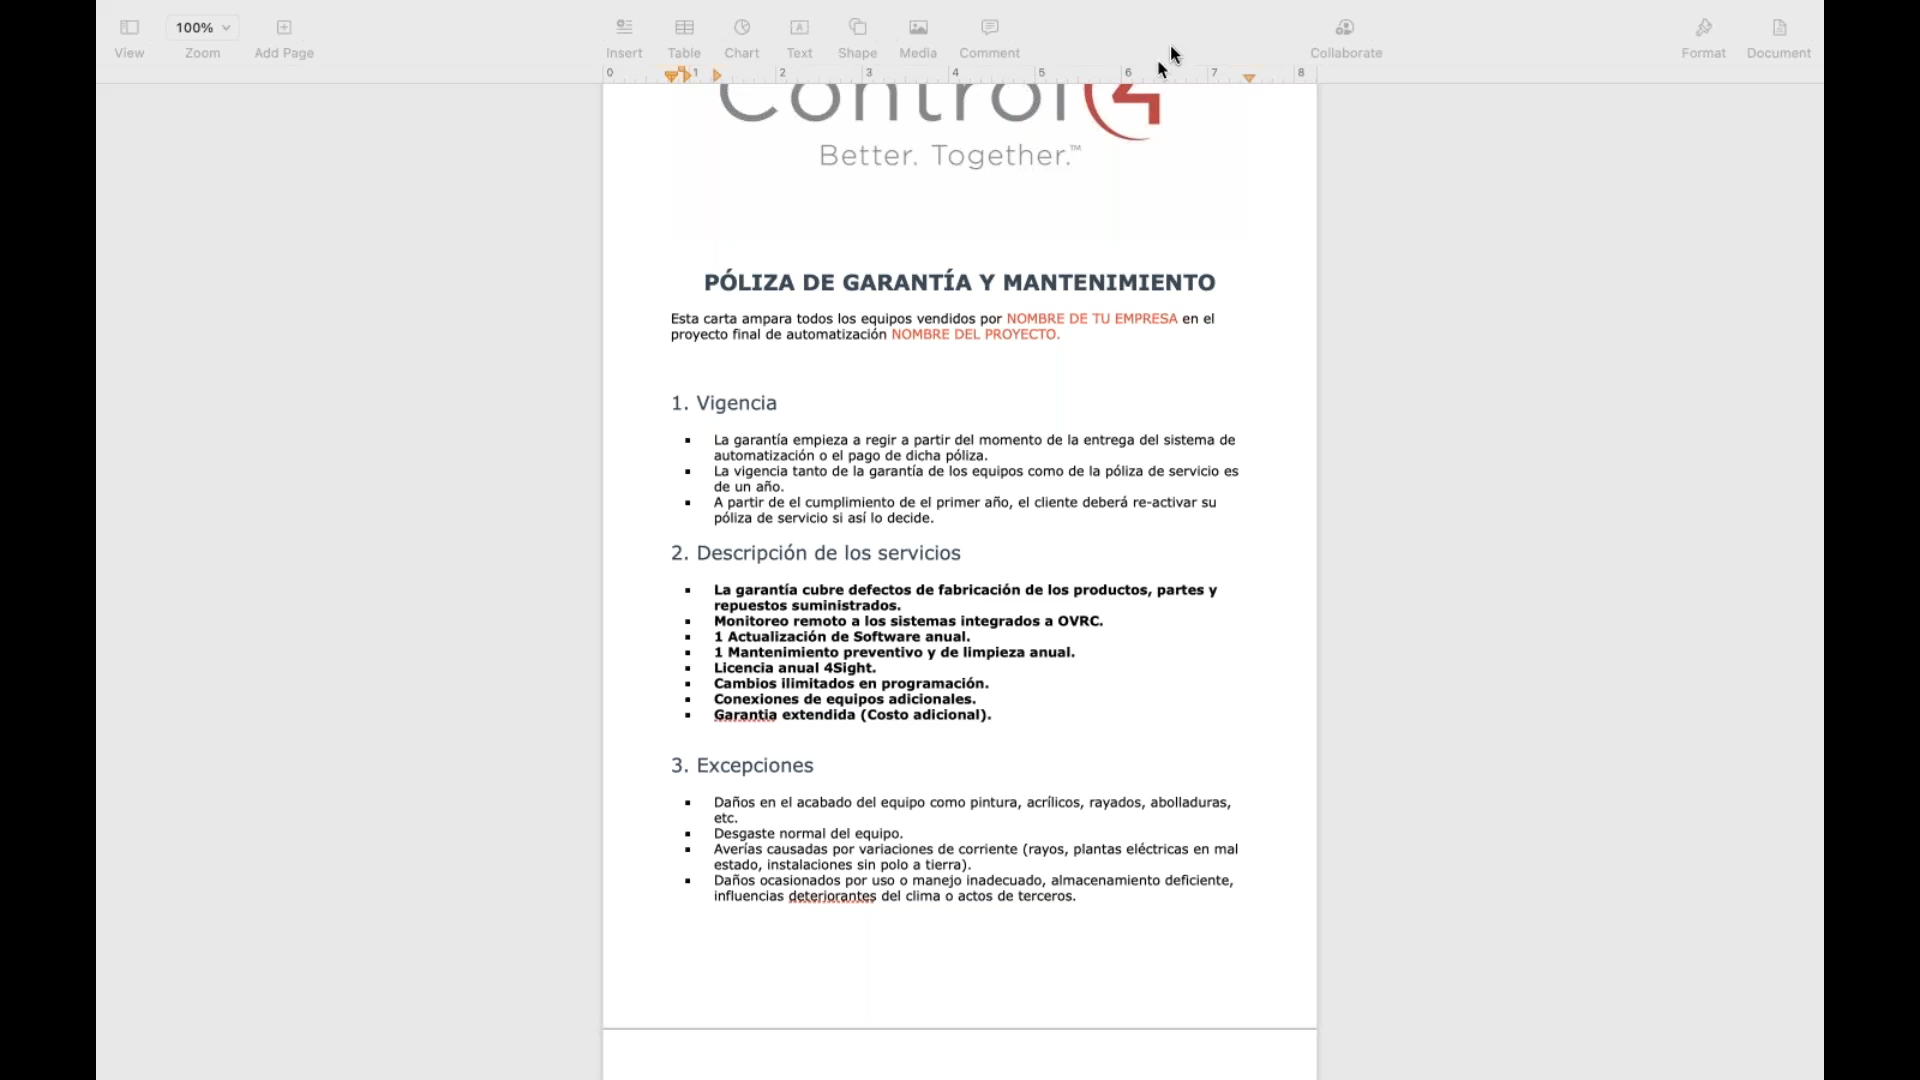 100%
View
Zoom
Add Page
Insert
Table
Chart
Text
Shape
Media
Comment
Collaborate
Format
Document
0 1 2 3 4 5 6 7 8
Control4
Better. Together.™
PÓLIZA DE GARANTÍA Y MANTENIMIENTO
Esta carta ampara todos los equipos vendidos por NOMBRE DE TU EMPRESA en el
proyecto final de automatización NOMBRE DEL PROYECTO.
1. Vigencia
▪ La garantía empieza a regir a partir del momento de la entrega del sistema de
automatización o el pago de dicha póliza.
▪ La vigencia tanto de la garantía de los equipos como de la póliza de servicio es
de un año.
▪ A partir de el cumplimiento de el primer año, el cliente deberá re-activar su
póliza de servicio si así lo decide.
2. Descripción de los servicios
▪ La garantía cubre defectos de fabricación de los productos, partes y
repuestos suministrados.
▪ Monitoreo remoto a los sistemas integrados a OVRC.
▪ 1 Actualización de Software anual.
▪ 1 Mantenimiento preventivo y de limpieza anual.
▪ Licencia anual 4Sight.
▪ Cambios ilimitados en programación.
▪ Conexiones de equipos adicionales.
▪ Garantia extendida (Costo adicional).
3. Excepciones
▪ Daños en el acabado del equipo como pintura, acrílicos, rayados, abolladuras,
etc.
▪ Desgaste normal del equipo.
▪ Averías causadas por variaciones de corriente (rayos, plantas eléctricas en mal
estado, instalaciones sin polo a tierra).
▪ Daños ocasionados por uso o manejo inadecuado, almacenamiento deficiente,
influencias deteriorantes del clima o actos de terceros.